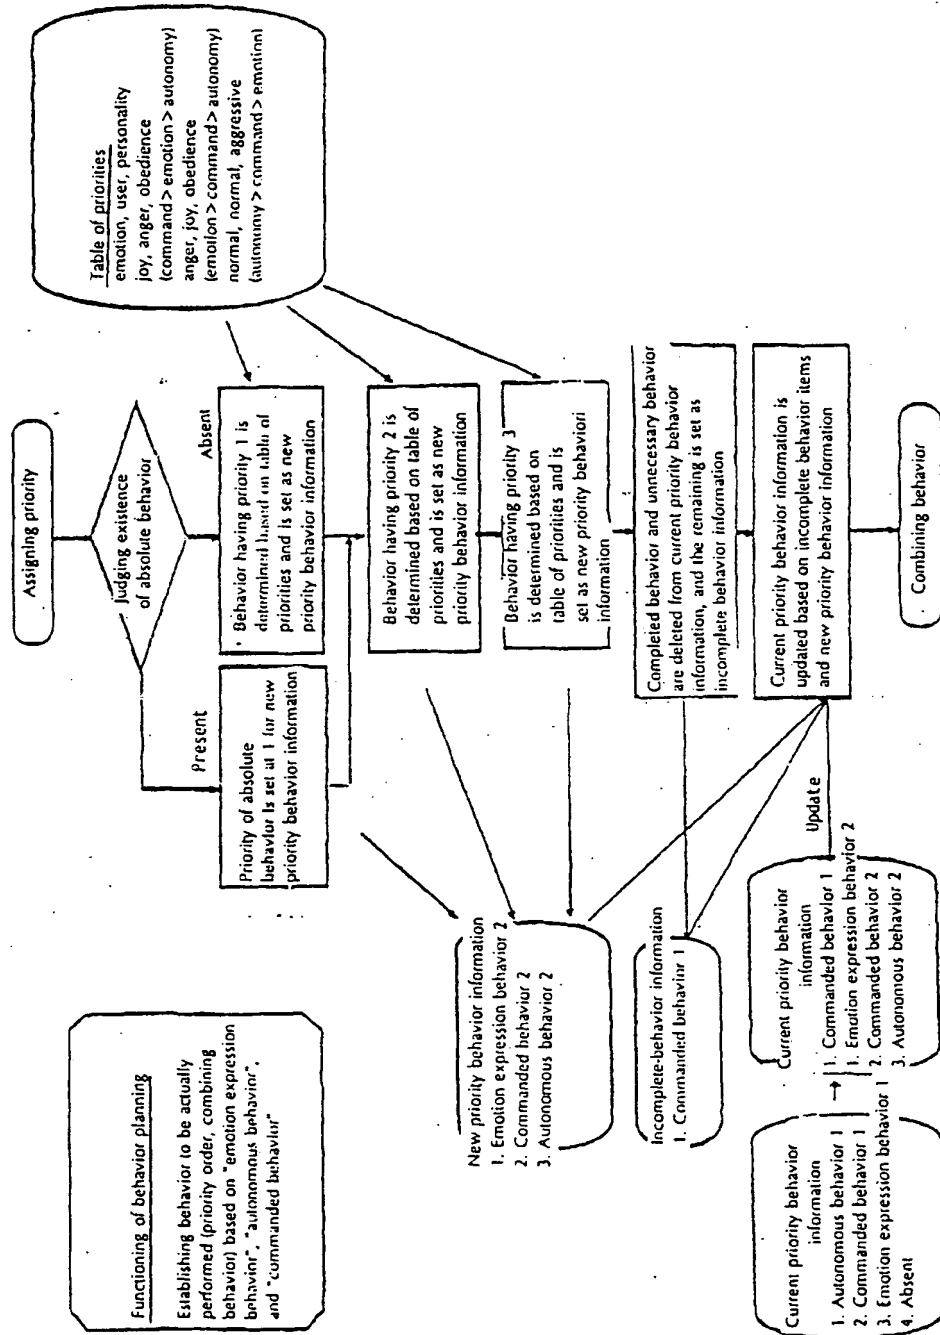 Functioning of behavior planning
Establishing behavior to be actually
performed (priority order, combining
behavior) based on "emotion expression
behavior", "autonomous behavior",
and "commanded behavior"
Assigning priority
Judging existence
of absolute behavior
Present
Absent
Priority of absolute
behavior is set at 1 for new
priority behavior information
Behavior having priority 1 is
determined based on table of
priorities and is set as new
priority behavior information
Table of priorities
emotion, user, personality
joy, anger, obedience
(command > emotion > autonomy)
anger, joy, obedience
(emotion > command > autonomy)
normal, normal, aggressive
(autonomy > command > emotion)
Behavior having priority 2 is
determined based on table of
priorities and is set as new
priority behavior information
Behavior having priority 3
is determined based on
table of priorities and is
set as new priority behaviori
information
New priority behavior information
1. Emotion expression behavior 2
2. Commanded behavior 2
3. Autonomous behavior 2
Completed behavior and unnecessary behavior
are deleted from current priority behavior
information, and the remaining is set as
incomplete behavior information
Incomplete-behavior information
1. Commanded behavior 1
Current priority behavior information is
updated based on incomplete behavior items
and new priority behavior information
Update
Current priority behavior
information
1. Autonomous behavior 1
2. Commanded behavior 1
3. Emotion expression behavior 1
4. Absent
Current priority behavior
information
1. Commanded behavior 1
1. Emotion expression behavior 2
2. Commanded behavior 2
3. Autonomous behavior 2
Combining behavior